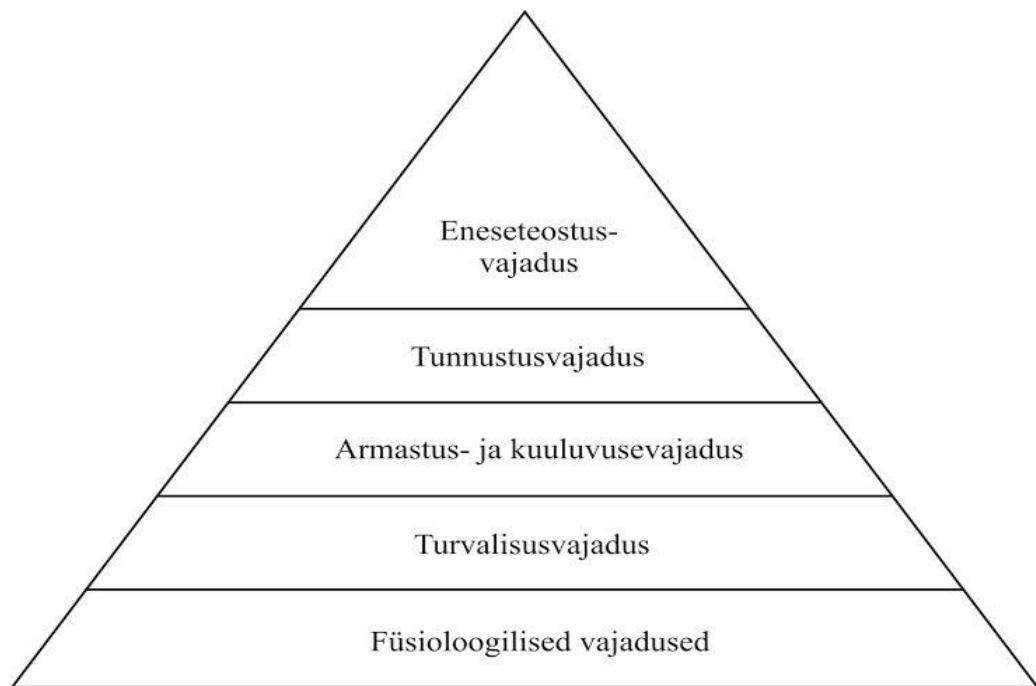 Eneseteostus-
vajadus
Tunnustusvajadus
Armastus- ja kuuluvusevajadus
Turvalisusvajadus
Füsioloogilised vajadused